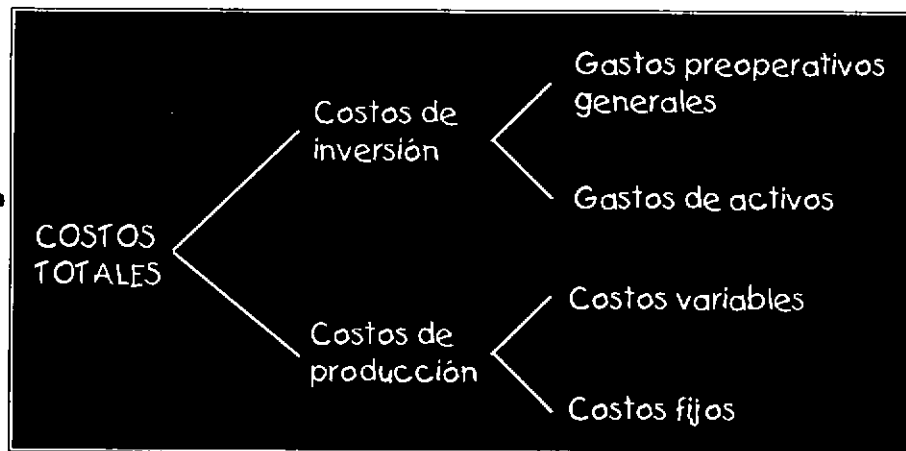 COSTOS
TOTALES
Costos de
inversión
Gastos preoperativos
generales
Gastos de activos
Costos de
producción
Costos variables
Costos fijos